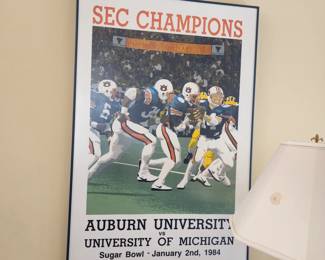 SEC CHAMPIONS
AUBURN UNIVERSITY
vs
UNIVERSITY OF MICHIGAN
Sugar Bowl - January 2nd, 1984